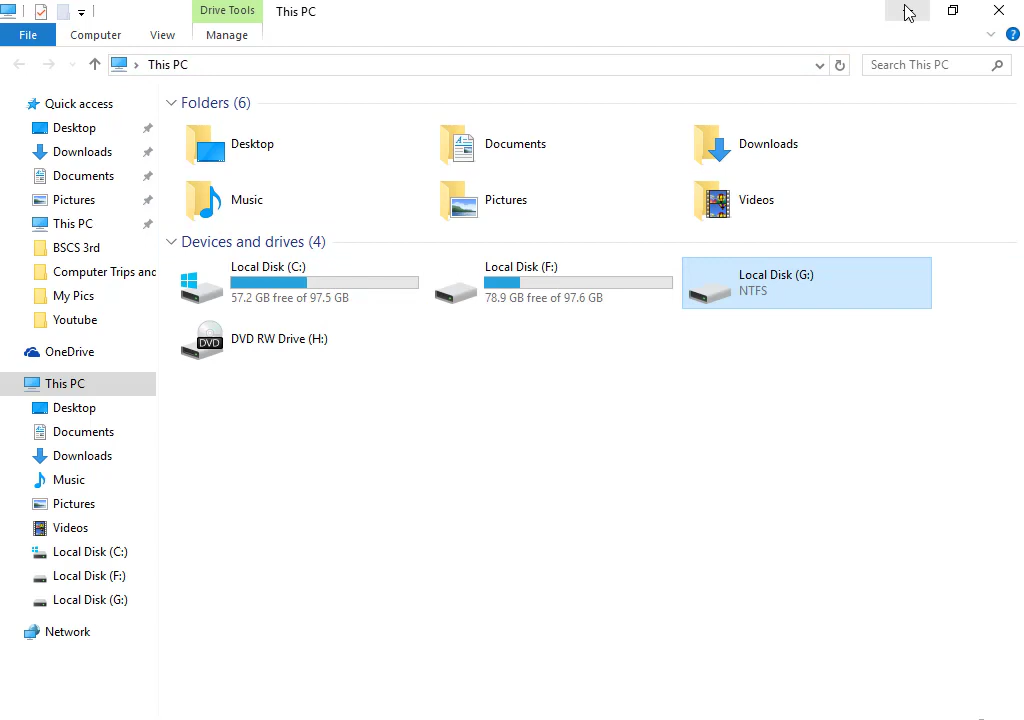 Drive Tools
This PC
File
Computer
View
Manage
?
This PC
Search This PC
Quick access
Desktop
Downloads
Documents
Pictures
This PC
BSCS 3rd
Computer Trips and
My Pics
Youtube
OneDrive
This PC
Desktop
Documents
Downloads
Music
Pictures
Videos
Local Disk (C:)
Local Disk (F:)
Local Disk (G:)
Network
Folders (6)
Desktop
Documents
Downloads
Music
Pictures
Videos
Devices and drives (4)
Local Disk (C:)
57.2 GB free of 97.5 GB
Local Disk (F:)
78.9 GB free of 97.6 GB
Local Disk (G:)
NTFS
DVD
DVD RW Drive (H:)